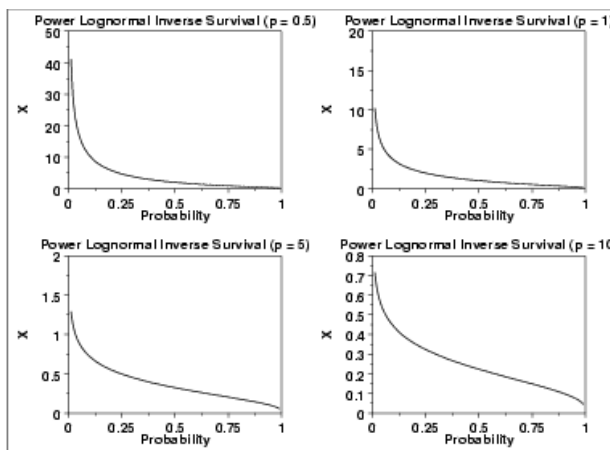 Power Lognormal Inverse Survival (p = 0.5)
50
40
30
20
10
0
X
0 0.25 0.5 0.75 1
Probability
Power Lognormal Inverse Survival (p = 1)
20
15
10
5
0
X
0 0.25 0.5 0.75 1
Probability
Power Lognormal Inverse Survival (p = 5)
2
1.5
1
0.5
0
X
0 0.25 0.5 0.75 1
Probability
Power Lognormal Inverse Survival (p = 10
0.8
0.7
0.6
0.5
0.4
0.3
0.2
0.1
0
X
0 0.25 0.5 0.75 1
Probability